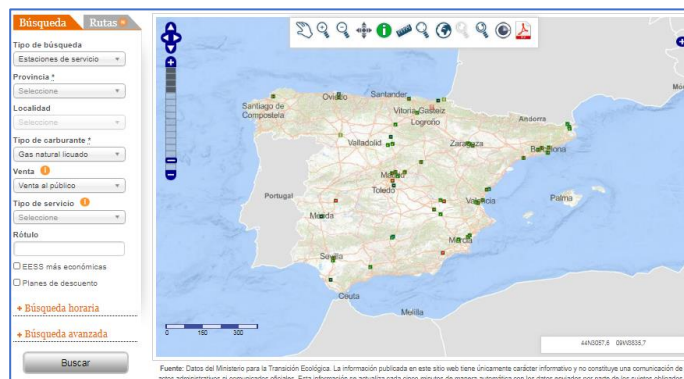 Búsqueda Rutas
Tipo de búsqueda
Estaciones de servicio
Provincia *
Seleccione
Localidad
Seleccione
Tipo de carburante *
Gas natural licuado
Venta
Venta al público
Tipo de servicio
Seleccione
Rótulo
EESS más económicas
Planes de descuento
+ Búsqueda horaria
+ Búsqueda avanzada
Buscar
Oviedo
Santander
Santiago de
Compostela
Vitoria-Gasteiz
Logroño
Andorra
Valladolid
Zaragoza
Barcelona
Madrid
Toledo
Portugal
Valencia
Palma
Mérida
Murcia
Sevilla
Ceuta
Melilla
0 150 300
Fuente: Datos del Ministerio para la Transición Ecológica. La información publicada en este sitio web tiene únicamente carácter informativo y no constituye una comunicación de